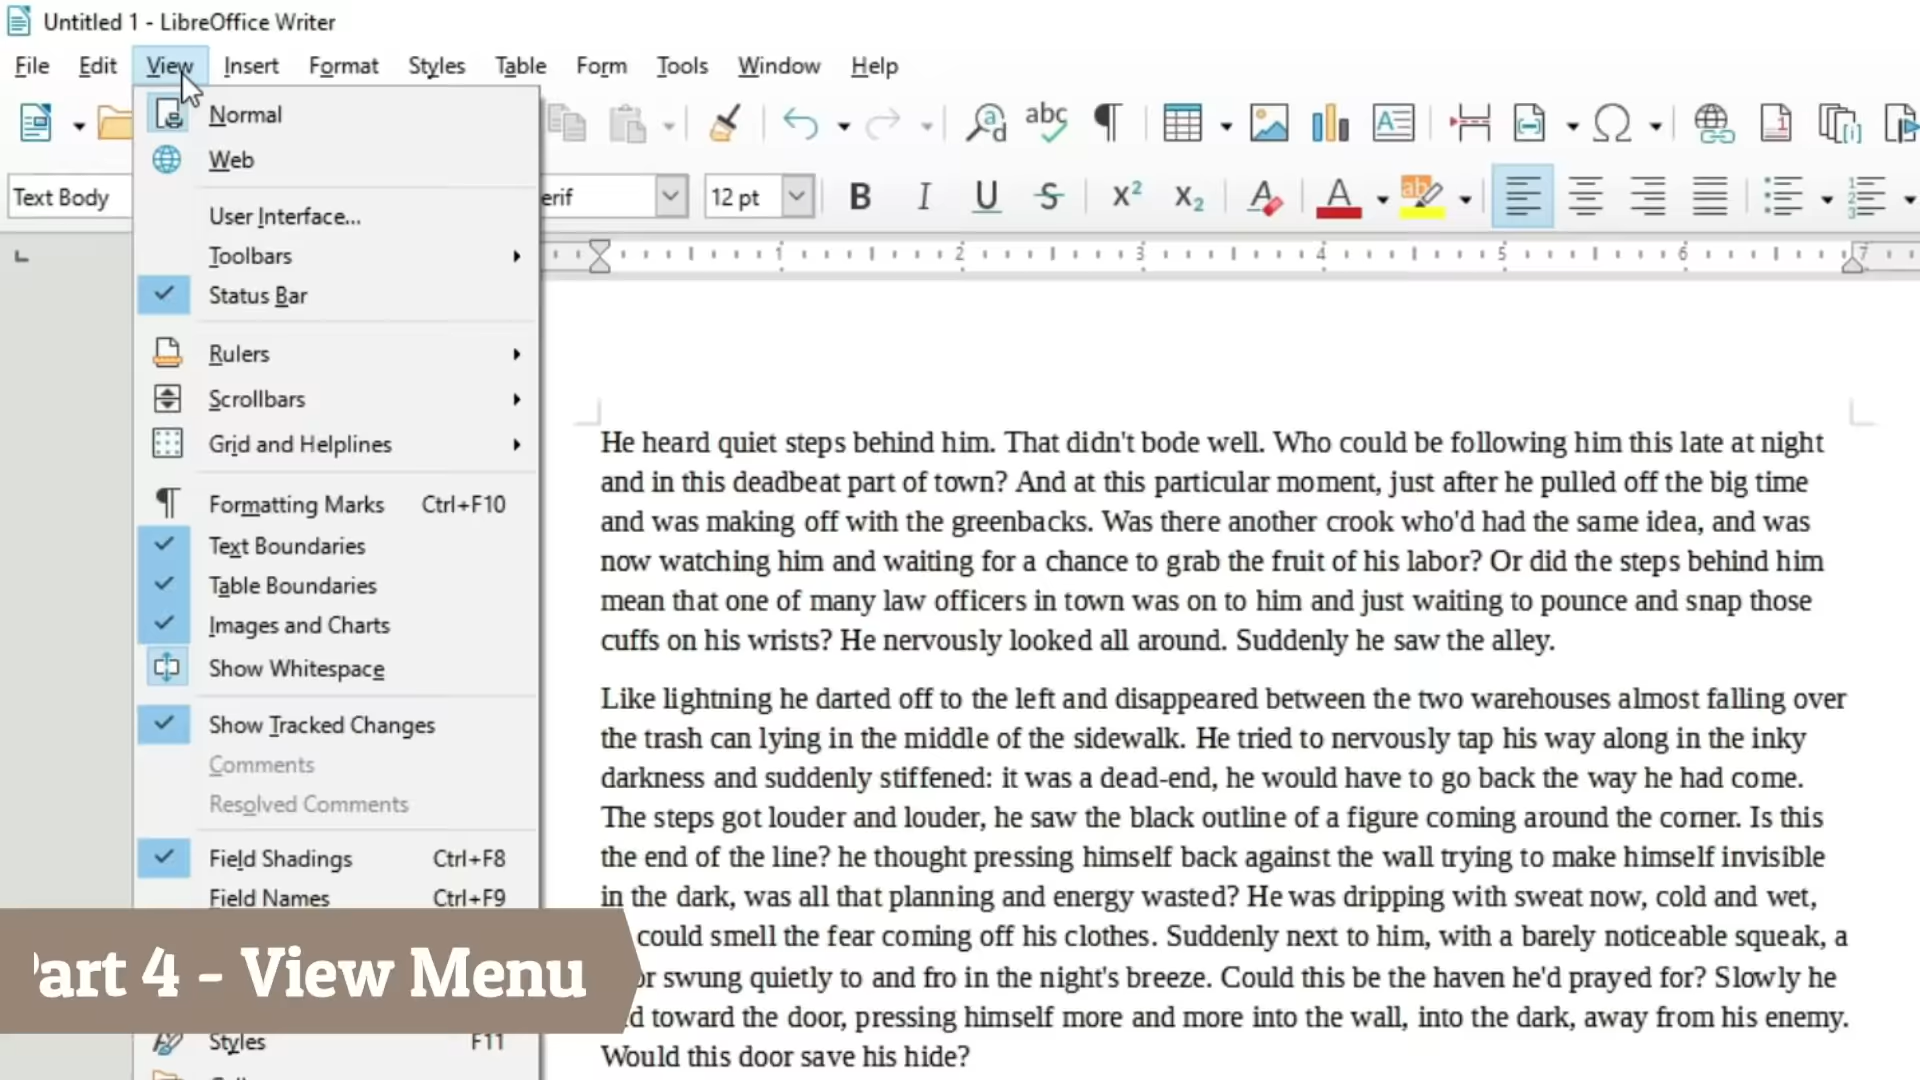 Untitled 1 - LibreOffice Writer
File Edit View Insert Format Styles Table Form Tools Window Help
Normal
Web
Text Body
erif
12 pt
User Interface...
Toolbars
Status Bar
Rulers
Scrollbars
Grid and Helplines
Formatting Marks Ctrl+F10
Text Boundaries
Table Boundaries
Images and Charts
Show Whitespace
Show Tracked Changes
Comments
Resolved Comments
Field Shadings Ctrl+F8
Field Names Ctrl+F9
Styles F11
1 2 3 4 5 6 7
He heard quiet steps behind him. That didn't bode well. Who could be following him this late at night
and in this deadbeat part of town? And at this particular moment, just after he pulled off the big time
and was making off with the greenbacks. Was there another crook who'd had the same idea, and was
now watching him and waiting for a chance to grab the fruit of his labor? Or did the steps behind him
mean that one of many law officers in town was on to him and just waiting to pounce and snap those
cuffs on his wrists? He nervously looked all around. Suddenly he saw the alley.
Like lightning he darted off to the left and disappeared between the two warehouses almost falling over
the trash can lying in the middle of the sidewalk. He tried to nervously tap his way along in the inky
darkness and suddenly stiffened: it was a dead-end, he would have to go back the way he had come.
The steps got louder and louder, he saw the black outline of a figure coming around the corner. Is this
the end of the line? he thought pressing himself back against the wall trying to make himself invisible
in the dark, was all that planning and energy wasted? He was dripping with sweat now, cold and wet,
could smell the fear coming off his clothes. Suddenly next to him, with a barely noticeable squeak, a
or swung quietly to and fro in the night's breeze. Could this be the haven he'd prayed for? Slowly he
d toward the door, pressing himself more and more into the wall, into the dark, away from his enemy.
Would this door save his hide?
art 4 - View Menu